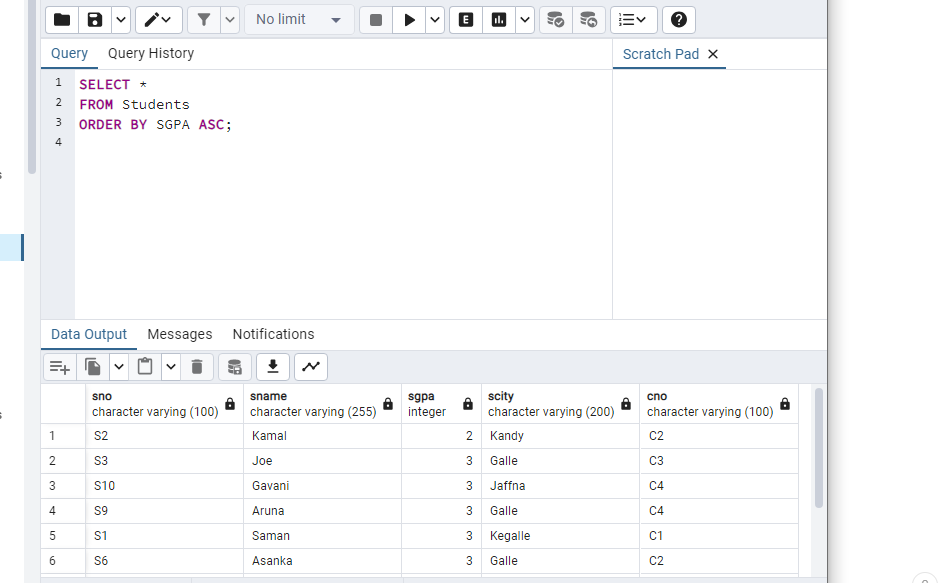 No limit
E
Query Query History
Scratch Pad
1 SELECT *
2 FROM Students
3 ORDER BY SGPA ASC;
4
Data Output Messages Notifications
sno sname sgpa scity cno
character varying (100) character varying (255) integer character varying (200) character varying (100)
1 S2 Kamal 2 Kandy C2
2 S3 Joe 3 Galle C3
3 S10 Gavani 3 Jaffna C4
4 S9 Aruna 3 Galle C4
5 S1 Saman 3 Kegalle C1
6 S6 Asanka 3 Galle C2